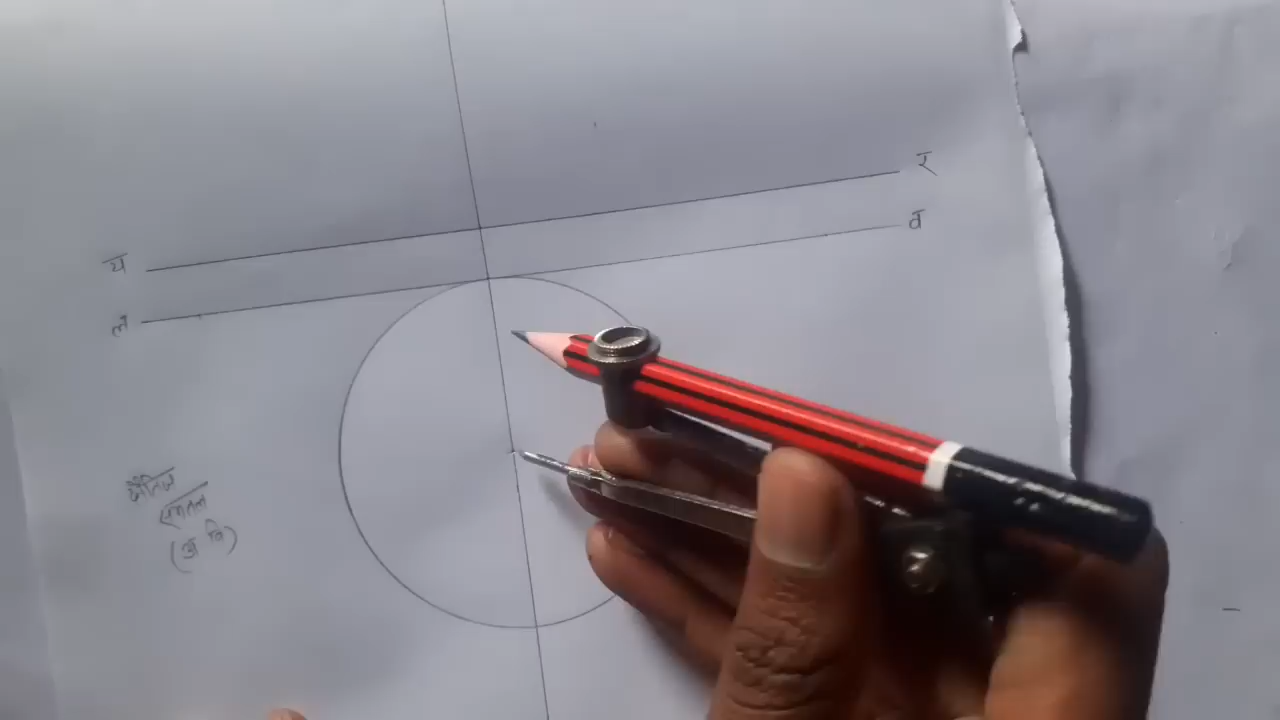 य
र
ल
व
क्षैतिज
समतल
(अ वि)